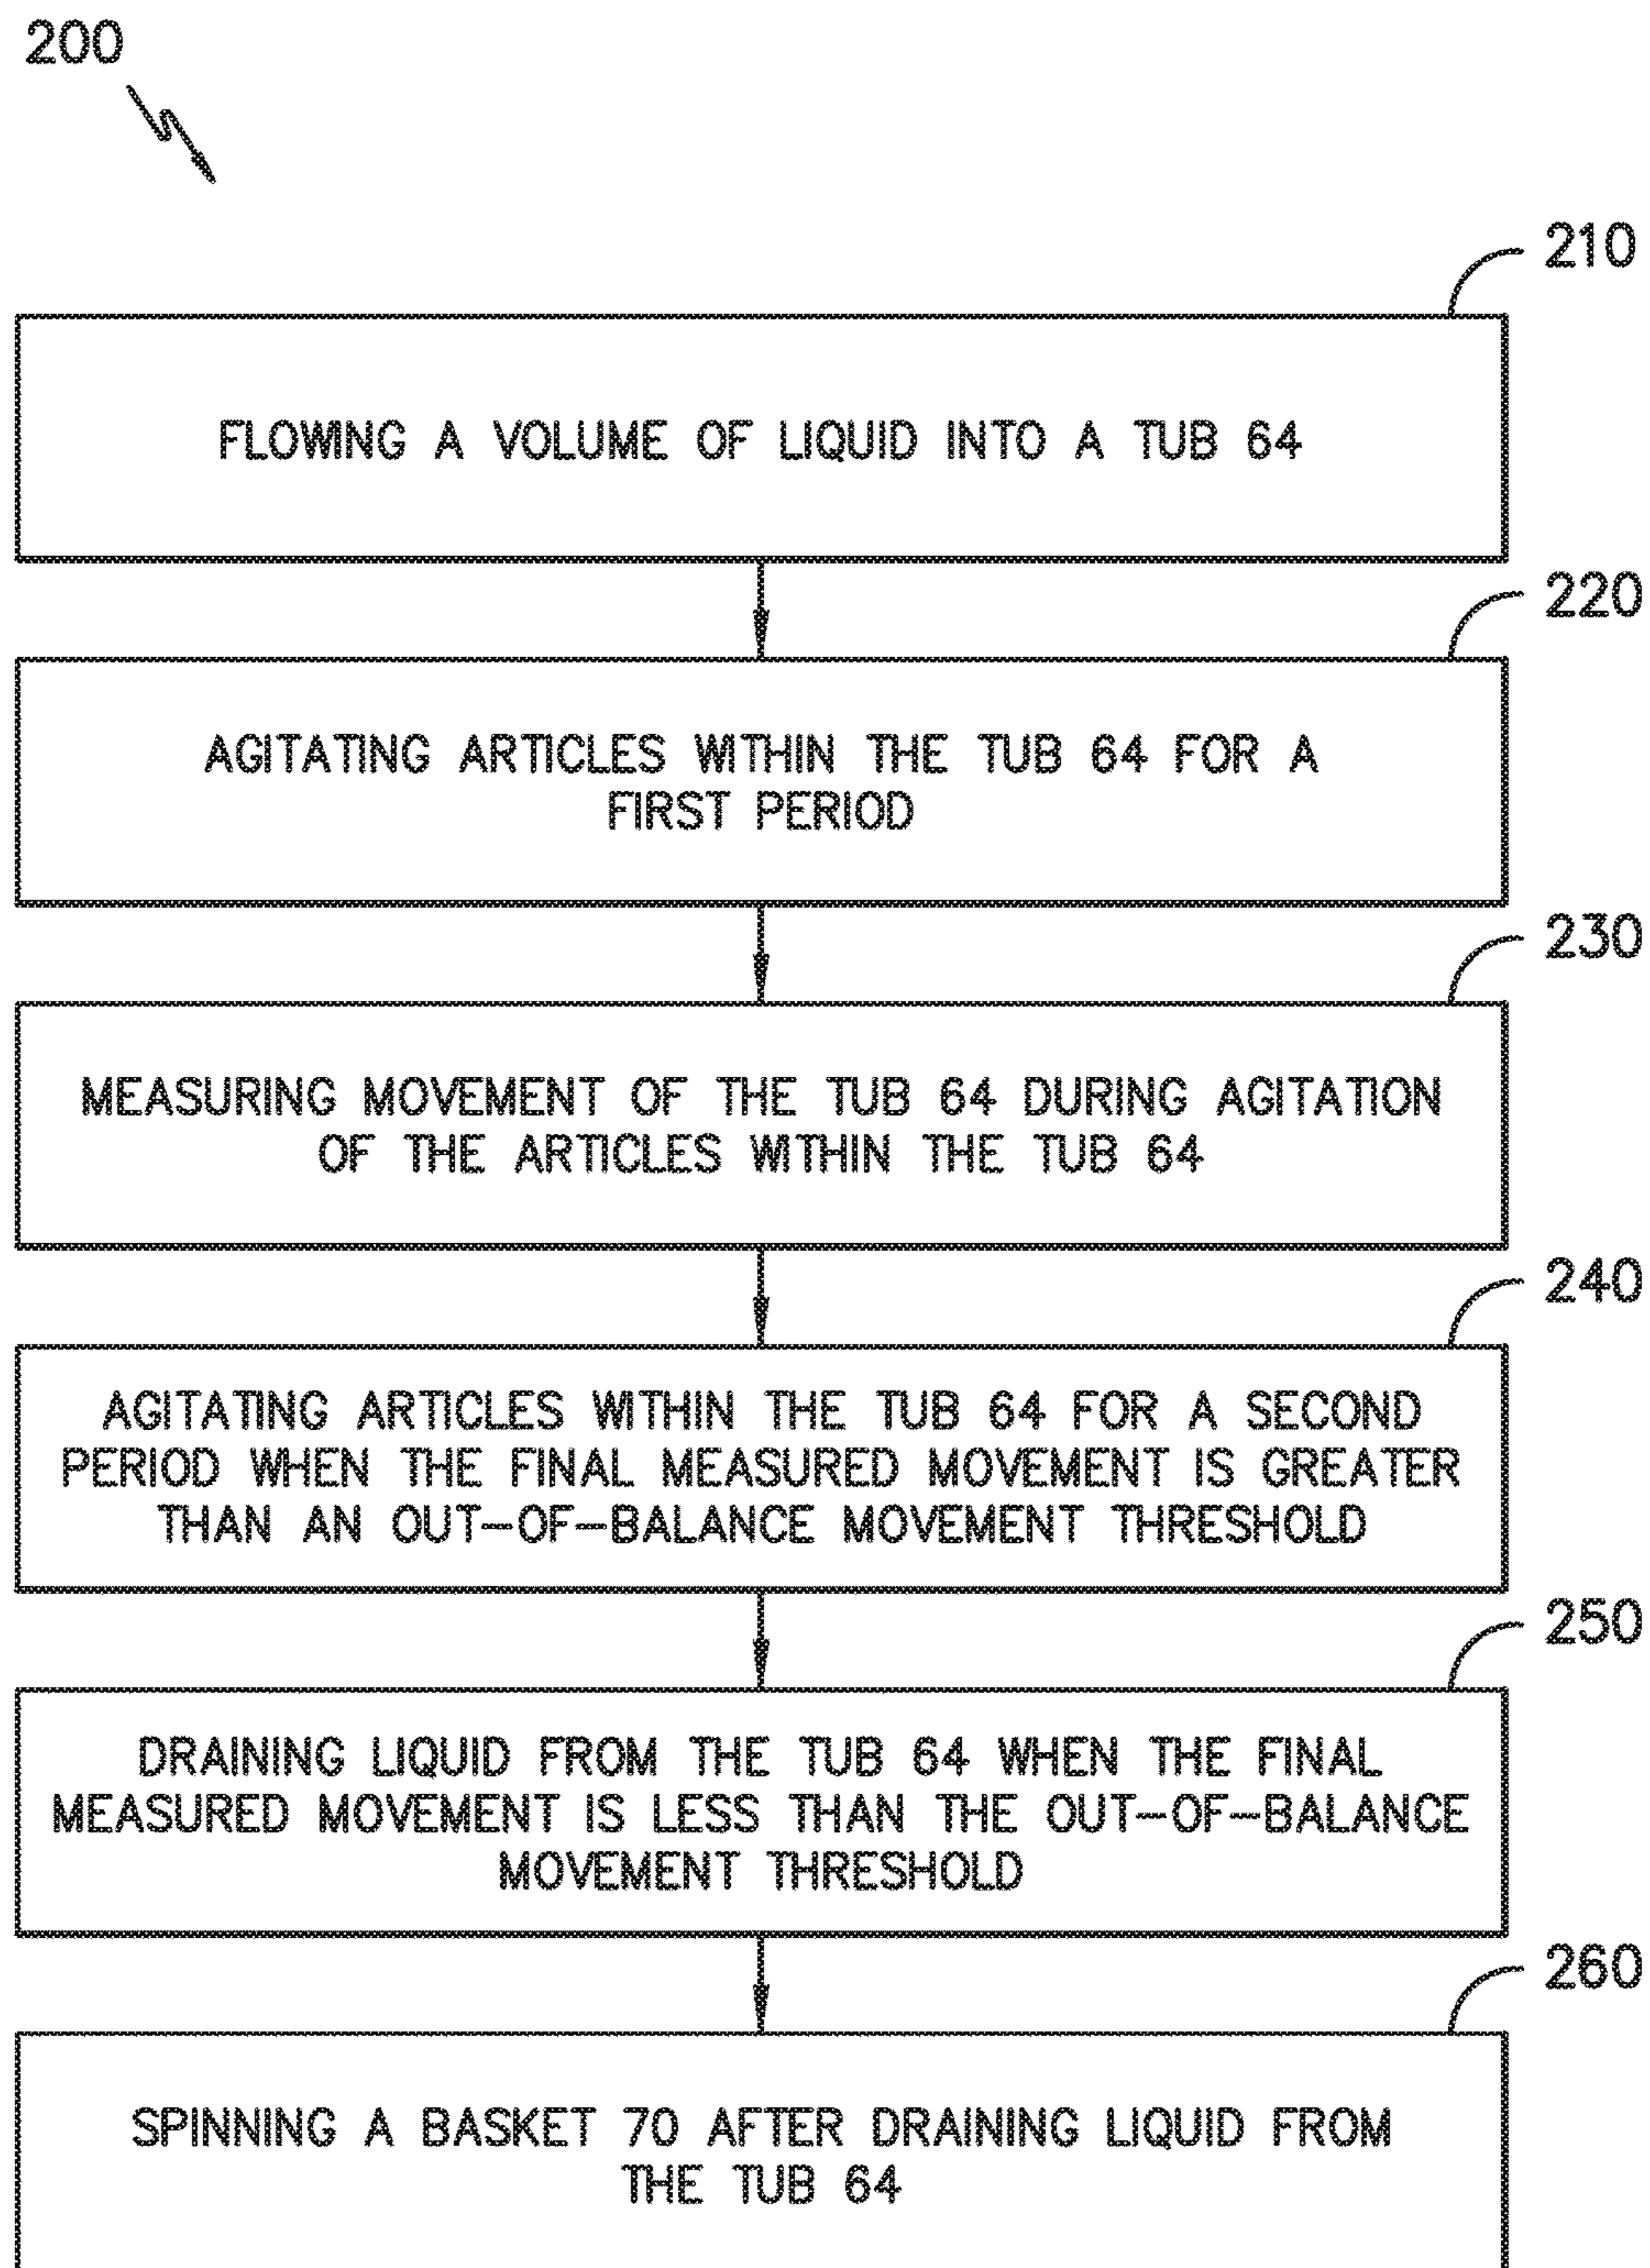 200
210
FLOWING A VOLUME OF LIQUID INTO A TUB 64
220
AGITATING ARTICLES WITHIN THE TUB 64 FOR A
FIRST PERIOD
230
MEASURING MOVEMENT OF THE TUB 64 DURING AGITATION
OF THE ARTICLES WITHIN THE TUB 64
240
AGITATING ARTICLES WITHIN THE TUB 64 FOR A SECOND
PERIOD WHEN THE FINAL MEASURED MOVEMENT IS GREATER
THAN AN OUT-OF-BALANCE MOVEMENT THRESHOLD
250
DRAINING LIQUID FROM THE TUB 64 WHEN THE FINAL
MEASURED MOVEMENT IS LESS THAN THE OUT-OF-BALANCE
MOVEMENT THRESHOLD
260
SPINNING A BASKET 70 AFTER DRAINING LIQUID FROM
THE TUB 64